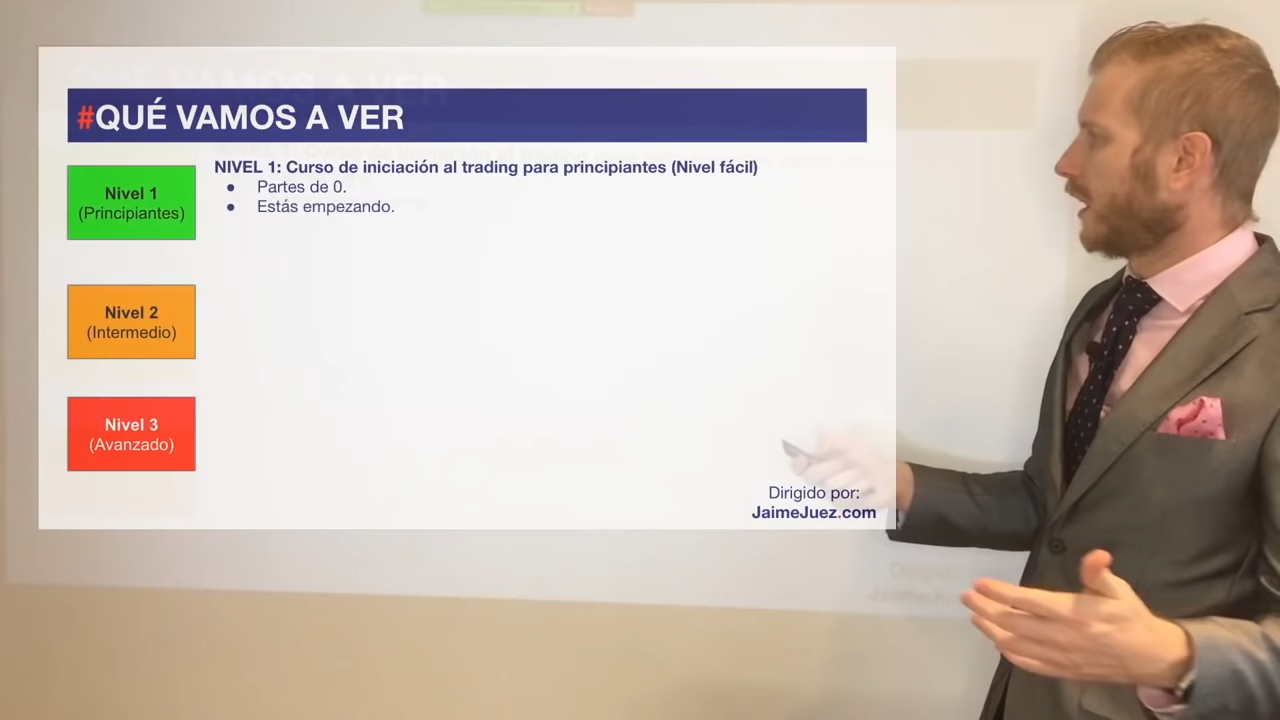 #QUÉ VAMOS A VER
NIVEL 1: Curso de iniciación al trading para principiantes (Nivel fácil)
● Partes de 0.
● Estás empezando.
Nivel 1
(Principiantes)
Nivel 2
(Intermedio)
Nivel 3
(Avanzado)
Dirigido por:
JaimeJuez.com